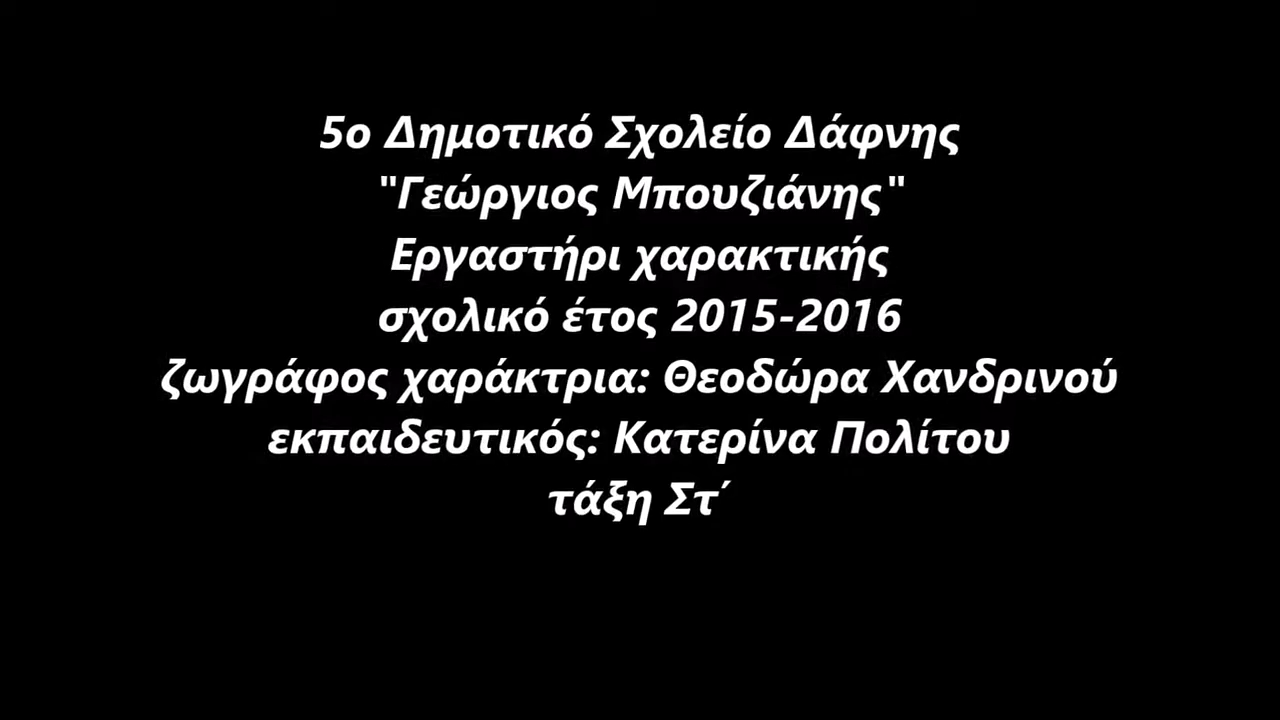 5ο Δημοτικό Σχολείο Δάφνης
"Γεώργιος Μπουζιάνης"
Εργαστήρι χαρακτικής
σχολικό έτος 2015-2016
ζωγράφος χαράκτρια: Θεοδώρα Χανδρινού
εκπαιδευτικός: Κατερίνα Πολίτου
τάξη Στ΄